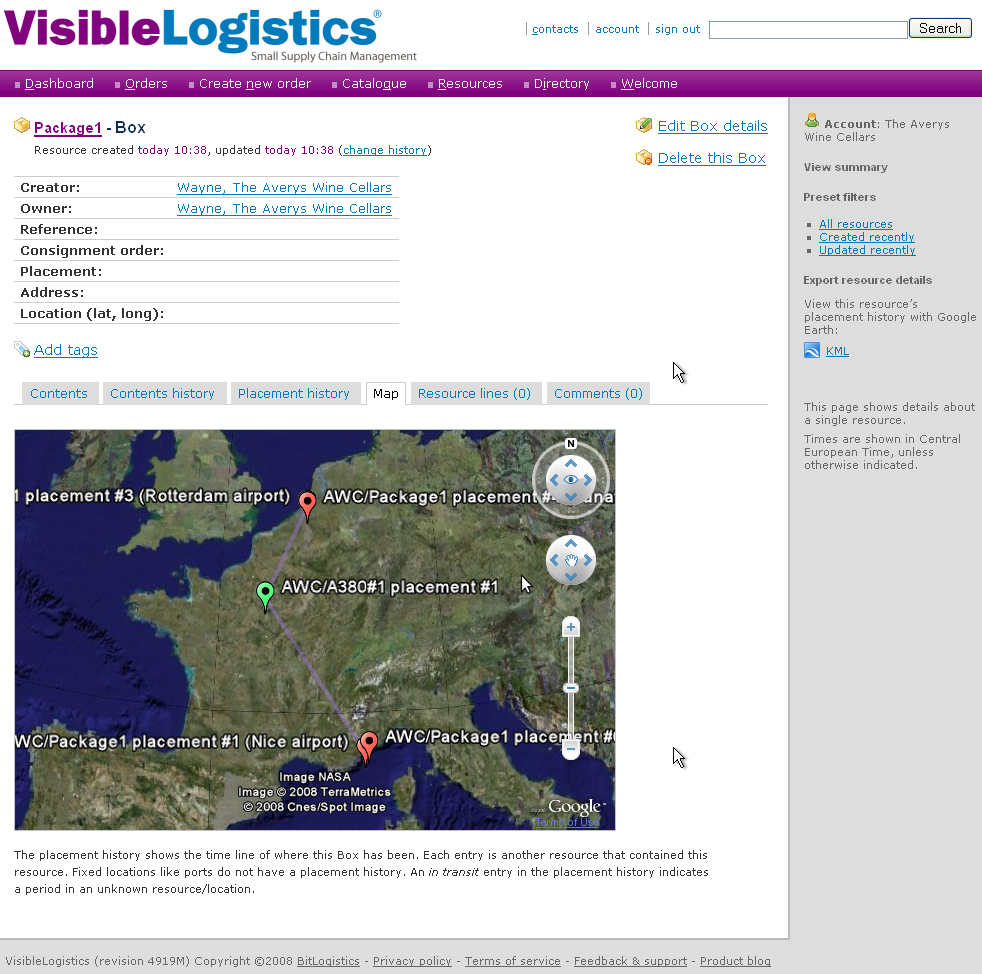 VisibleLogistics®
Small Supply Chain Management
contacts account sign out Search
Dashboard Orders Create new order Catalogue Resources Directory Welcome
Package1 - Box
Resource created today 10:38, updated today 10:38 (change history)
Edit Box details
Delete this Box
Creator: Wayne, The Averys Wine Cellars
Owner: Wayne, The Averys Wine Cellars
Reference:
Consignment order:
Placement:
Address:
Location (lat, long):
Add tags
Contents Contents history Placement history Map Resource lines (0) Comments (0)
N
1 placement #3 (Rotterdam airport) AWC/Package1 placement
AWC/A380#1 placement #1
WC/Package1 placement #1 (Nice airport) AWC/Package1 placement
Image NASA
Image © 2008 TerraMetrics
© 2008 Cnes/Spot Image
Google
Terms of Use
The placement history shows the time line of where this Box has been. Each entry is another resource that contained this
resource. Fixed locations like ports do not have a placement history. An in transit entry in the placement history indicates
a period in an unknown resource/location.
Account: The Averys
Wine Cellars
View summary
Preset filters
All resources
Created recently
Updated recently
Export resource details
View this resource's
placement history with Google
Earth:
KML
This page shows details about
a single resource.
Times are shown in Central
European Time, unless
otherwise indicated.
VisibleLogistics (revision 4919M) Copyright ©2008 BitLogistics - Privacy policy - Terms of service - Feedback & support - Product blog